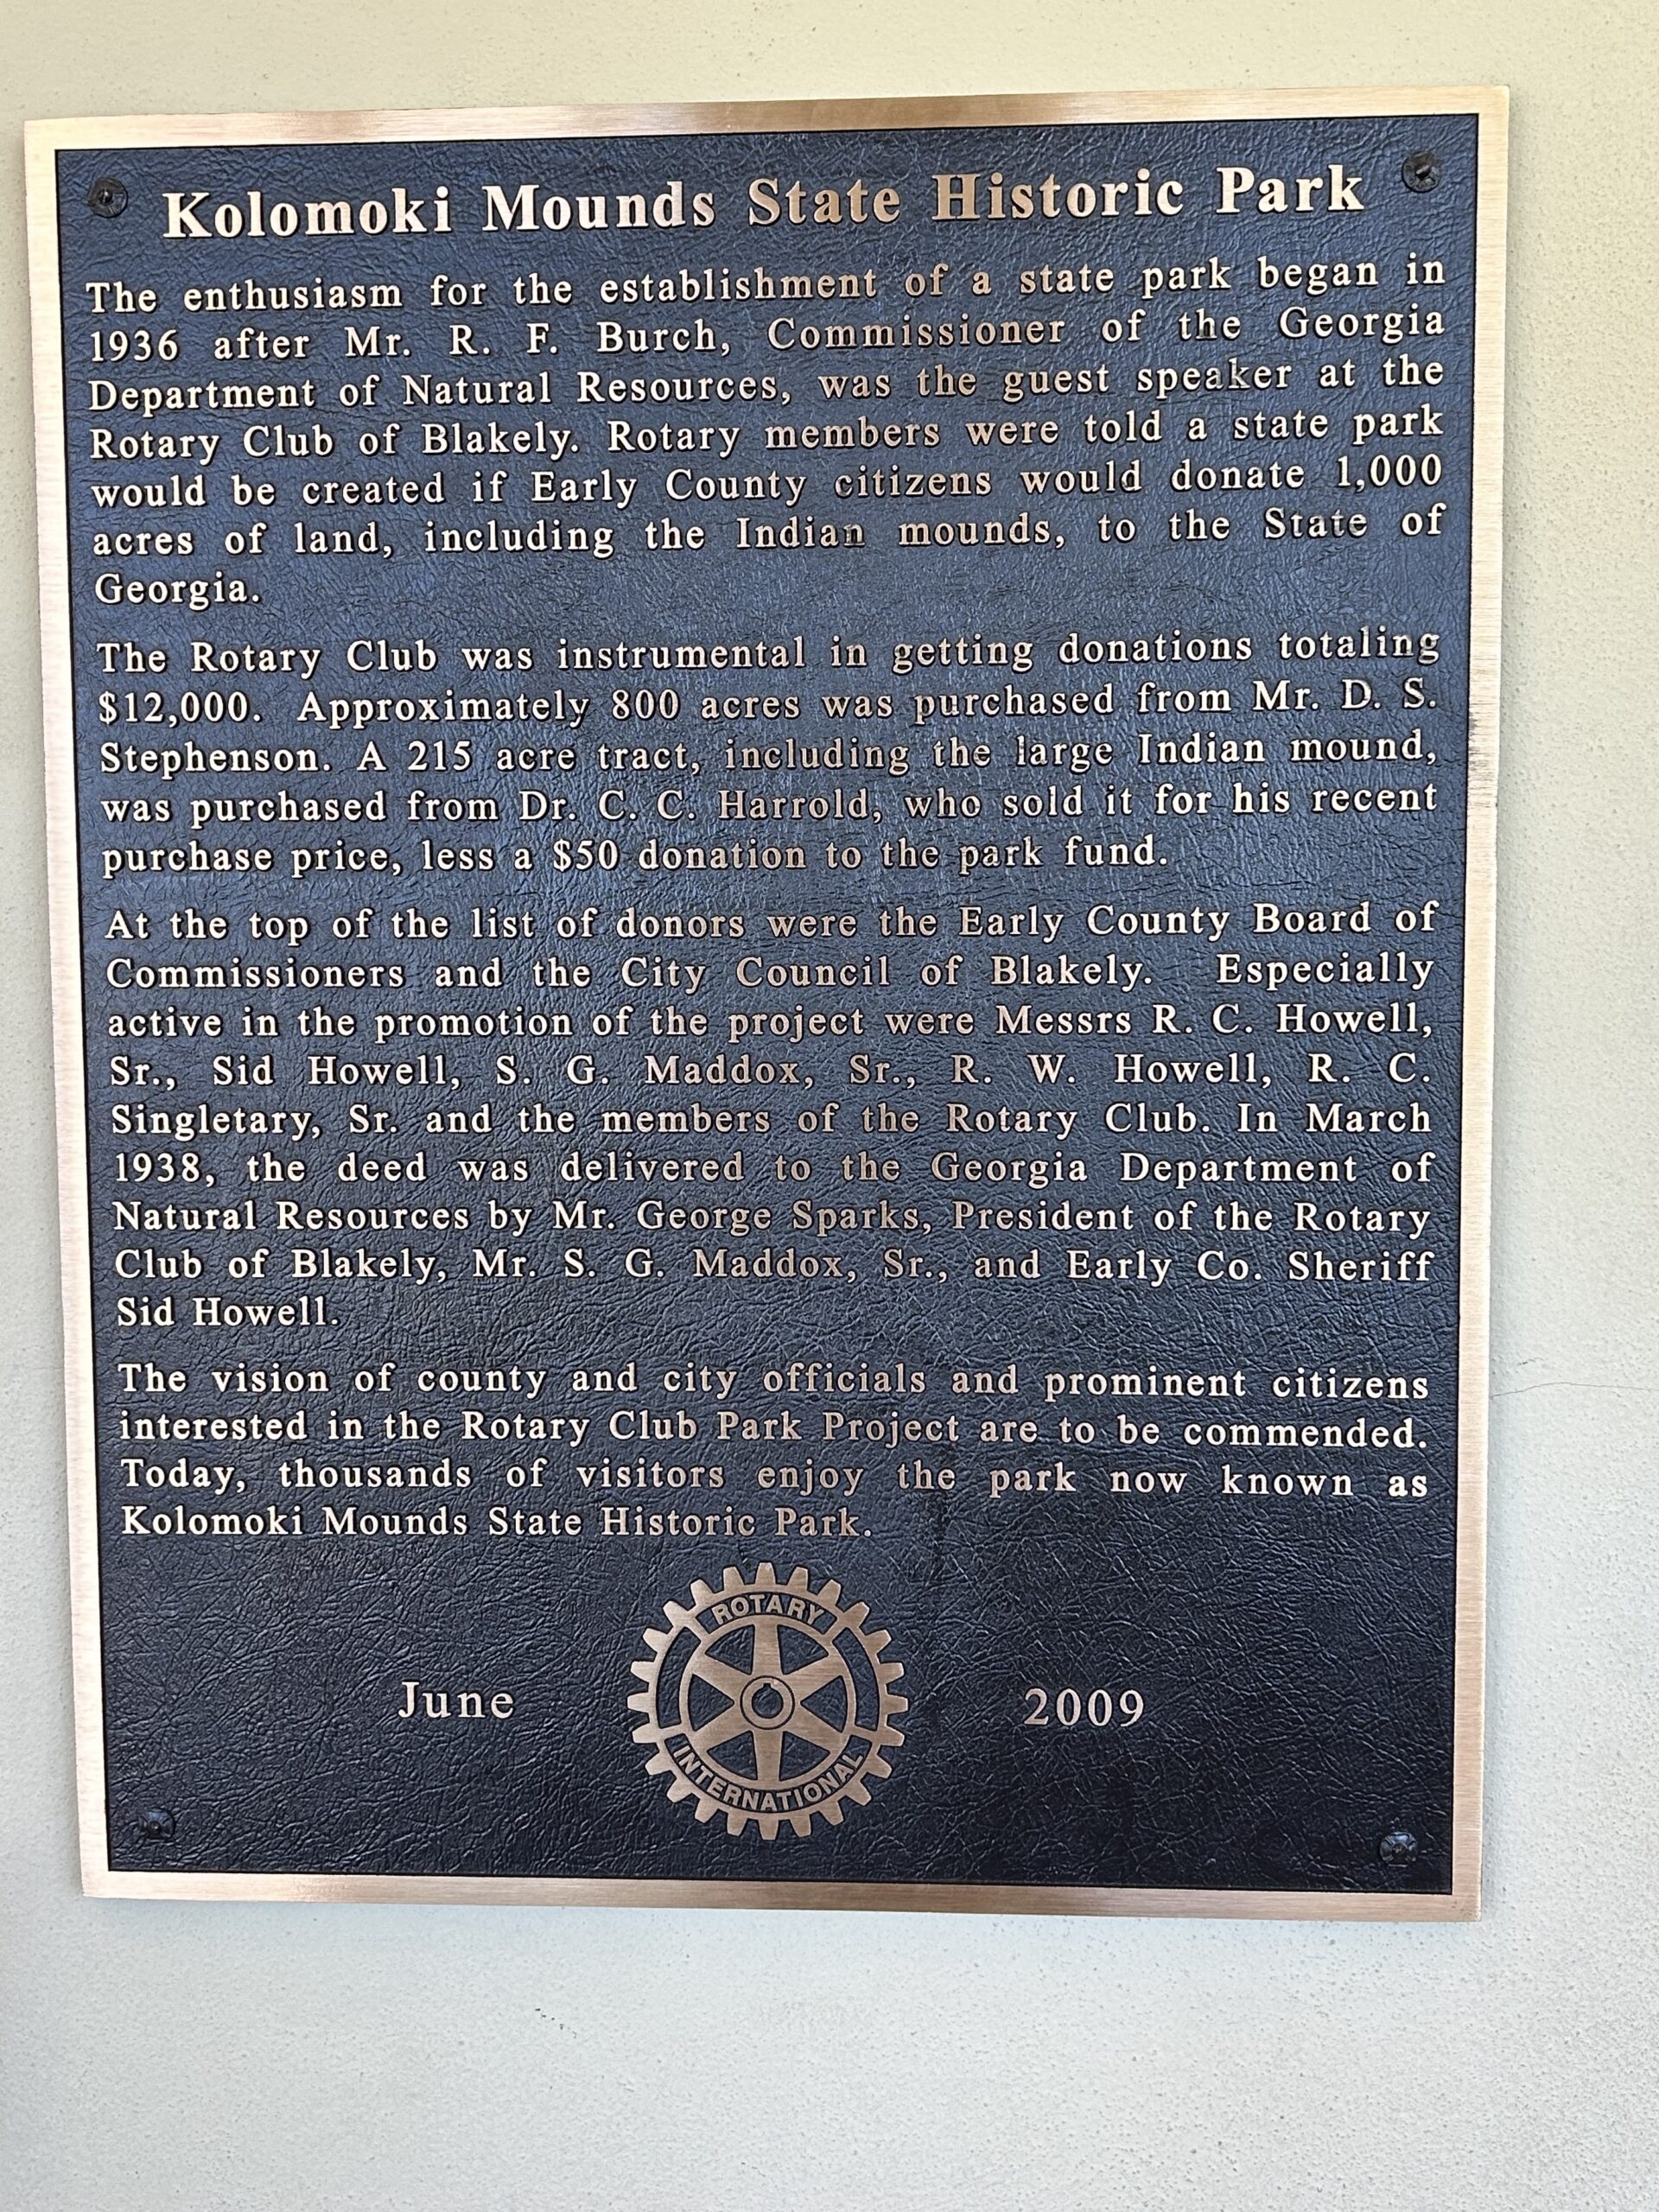 Kolomoki Mounds State Historic Park
The enthusiasm for the establishment of a state park began in
1936 after Mr. R. F. Burch, Commissioner of the Georgia
Department of Natural Resources, was the guest speaker at the
Rotary Club of Blakely. Rotary members were told a state park
would be created if Early County citizens would donate 1,000
acres of land, including the Indian mounds, to the State of
Georgia.
The Rotary Club was instrumental in getting donations totaling
$12,000. Approximately 800 acres was purchased from Mr. D. S.
Stephenson. A 215 acre tract, including the large Indian mound,
was purchased from Dr. C. C. Harrold, who sold it for his recent
purchase price, less a $50 donation to the park fund.
At the top of the list of donors were the Early County Board of
Commissioners and the City Council of Blakely. Especially
active in the promotion of the project were Messrs R. C. Howell,
Sr., Sid Howell, S. G. Maddox, Sr., R. W. Howell, R. C.
Singletary, Sr. and the members of the Rotary Club. In March
1938, the deed was delivered to the Georgia Department of
Natural Resources by Mr. George Sparks, President of the Rotary
Club of Blakely, Mr. S. G. Maddox, Sr., and Early Co. Sheriff
Sid Howell.
The vision of county and city officials and prominent citizens
interested in the Rotary Club Park Project are to be commended.
Today, thousands of visitors enjoy the park now known as
Kolomoki Mounds State Historic Park.
ROTARY
June 2009
INTERNATIONAL